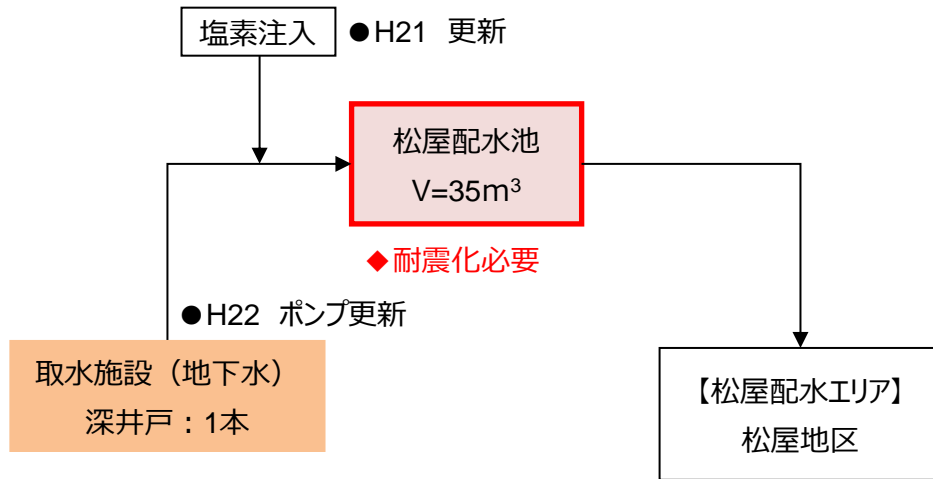 塩素注入 ●H21 更新
松屋配水池
V=35m³
◆耐震化必要
●H22 ポンプ更新
取水施設（地下水）
深井戸：1本
【松屋配水エリア】
松屋地区